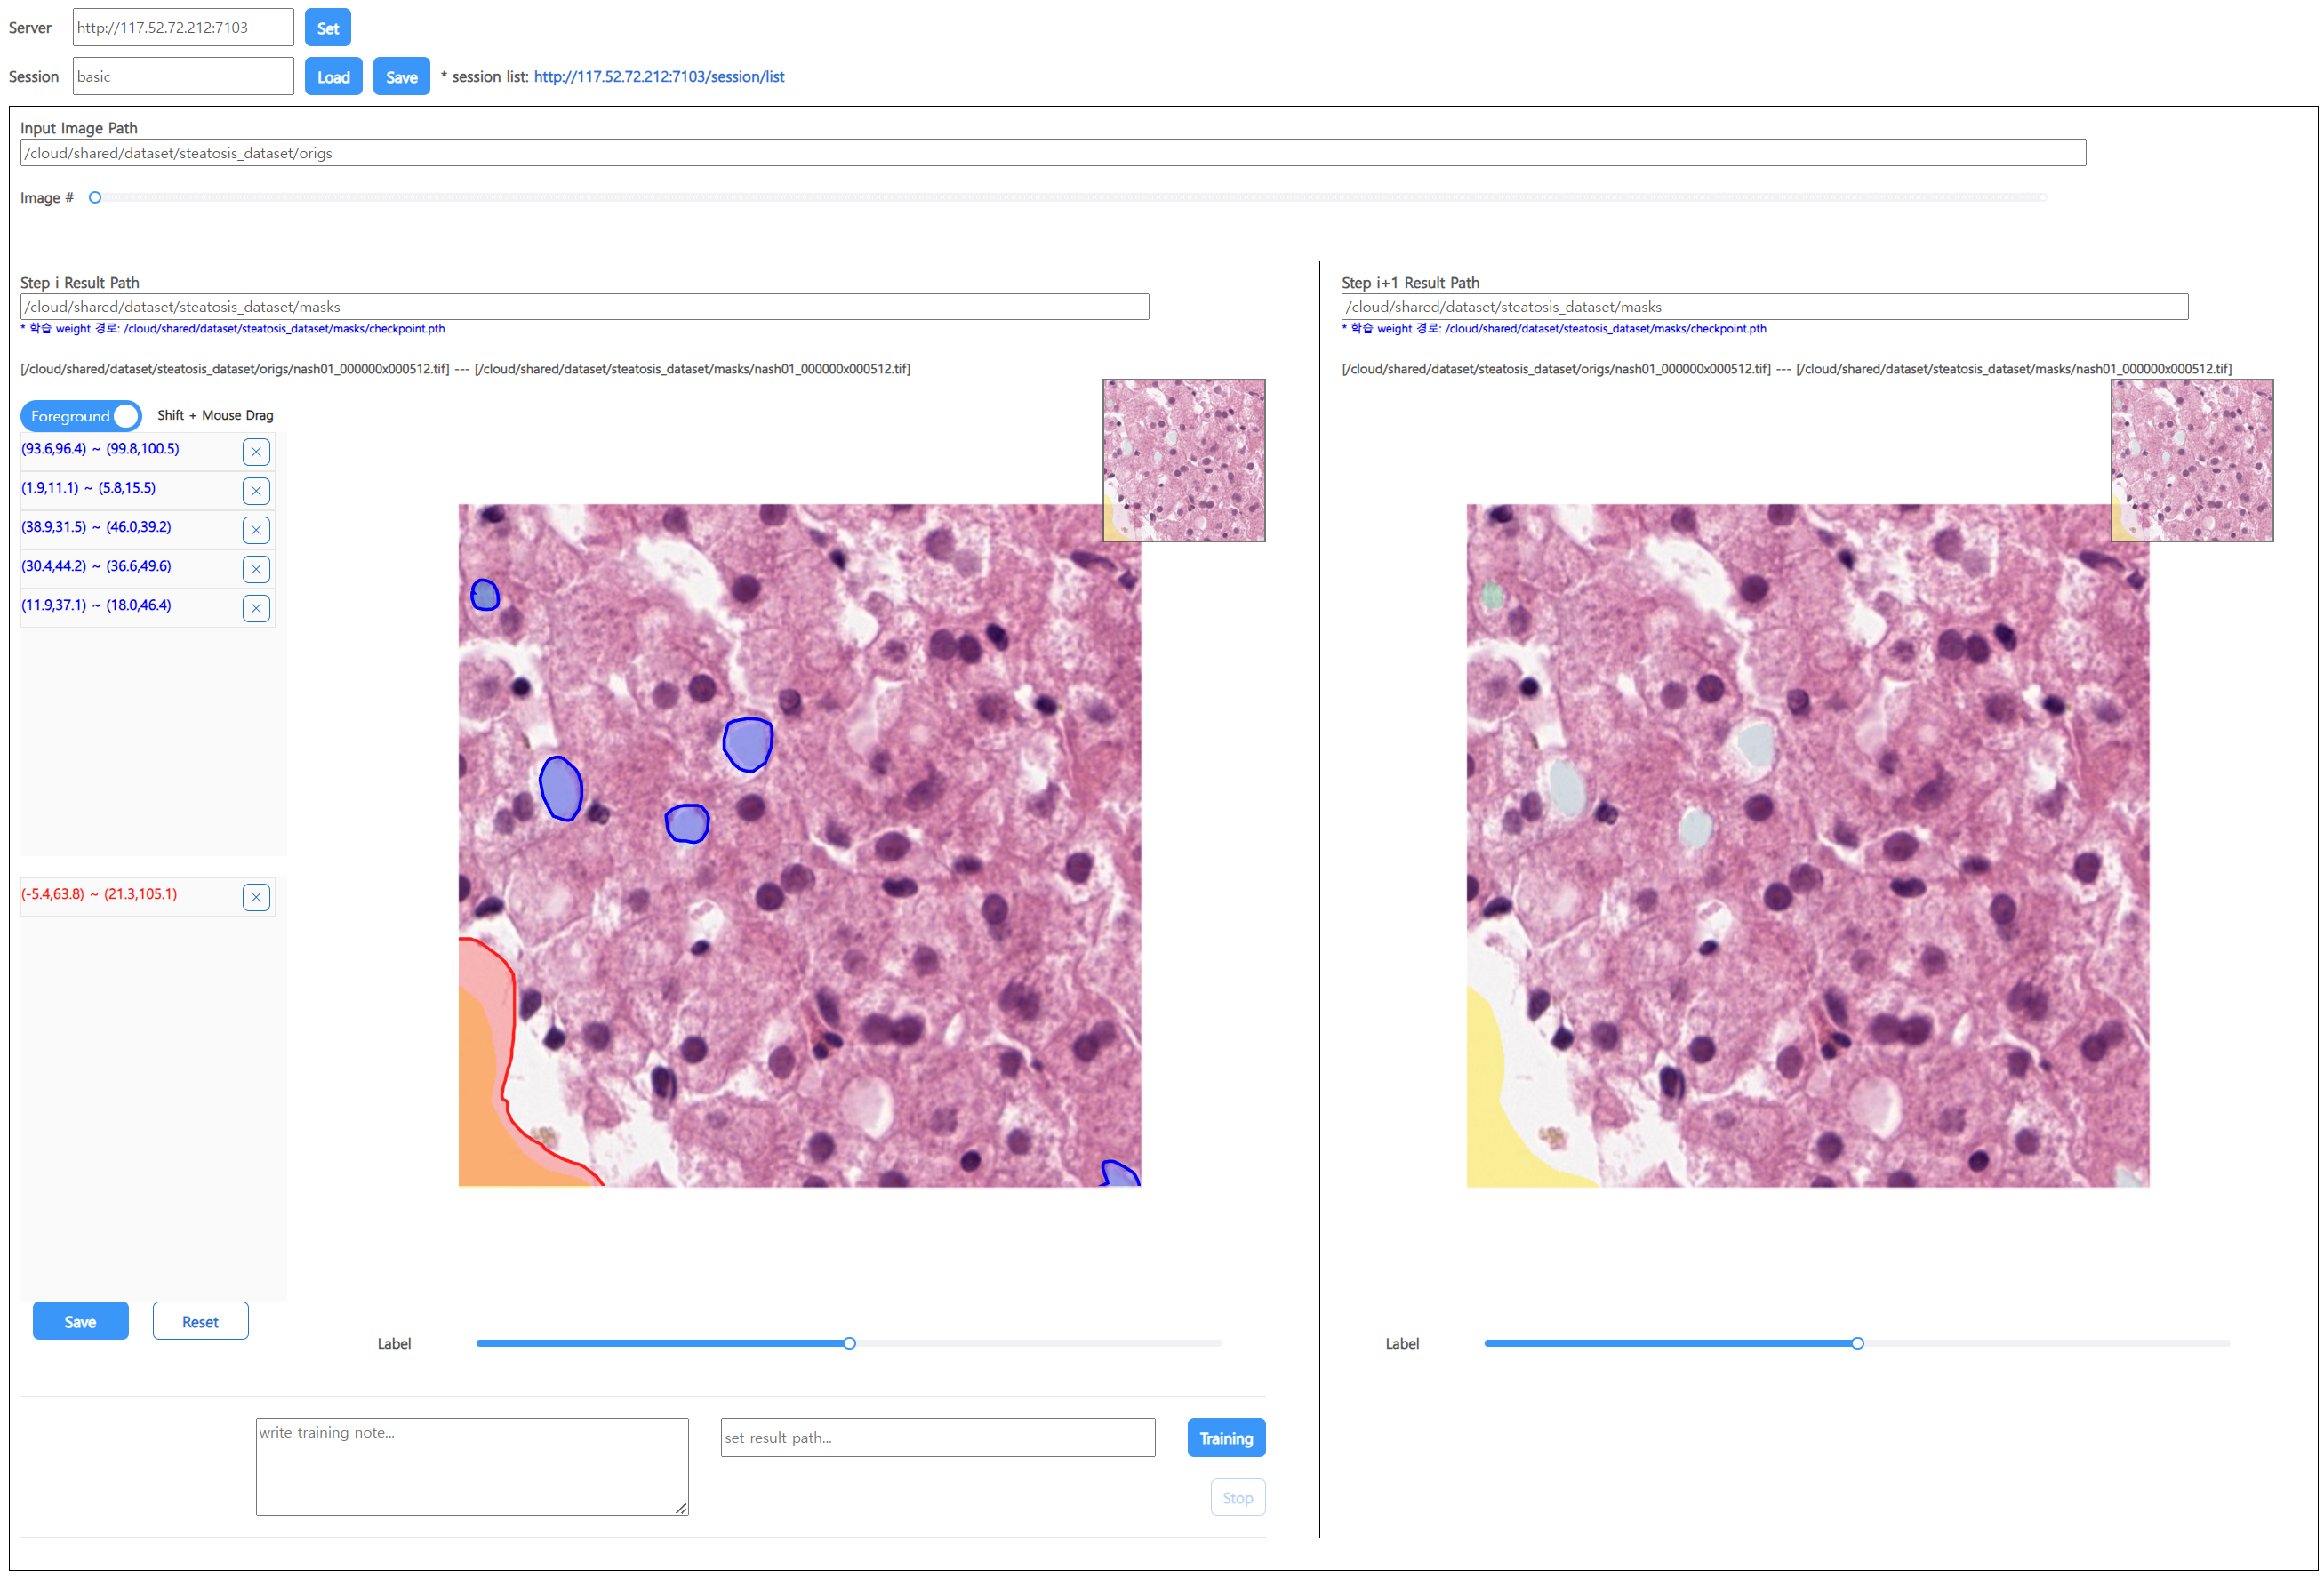 Server http://117.52.72.212:7103 Set
Session basic Load Save * session list: http://117.52.72.212:7103/session/list
Input Image Path
/cloud/shared/dataset/steatosis_dataset/origs
Image #
Step i Result Path
/cloud/shared/dataset/steatosis_dataset/masks
* 학습 weight 경로: /cloud/shared/dataset/steatosis_dataset/masks/checkpoint.pth
[/cloud/shared/dataset/steatosis_dataset/origs/nash01_000000x000512.tif] --- [/cloud/shared/dataset/steatosis_dataset/masks/nash01_000000x000512.tif]
Foreground Shift + Mouse Drag
(93.6,96.4) ~ (99.8,100.5)
(1.9,11.1) ~ (5.8,15.5)
(38.9,31.5) ~ (46.0,39.2)
(30.4,44.2) ~ (36.6,49.6)
(11.9,37.1) ~ (18.0,46.4)
(-5.4,63.8) ~ (21.3,105.1)
Save Reset
Label
write training note...
set result path...
Training
Stop
Step i+1 Result Path
/cloud/shared/dataset/steatosis_dataset/masks
* 학습 weight 경로: /cloud/shared/dataset/steatosis_dataset/masks/checkpoint.pth
[/cloud/shared/dataset/steatosis_dataset/origs/nash01_000000x000512.tif] --- [/cloud/shared/dataset/steatosis_dataset/masks/nash01_000000x000512.tif]
Label